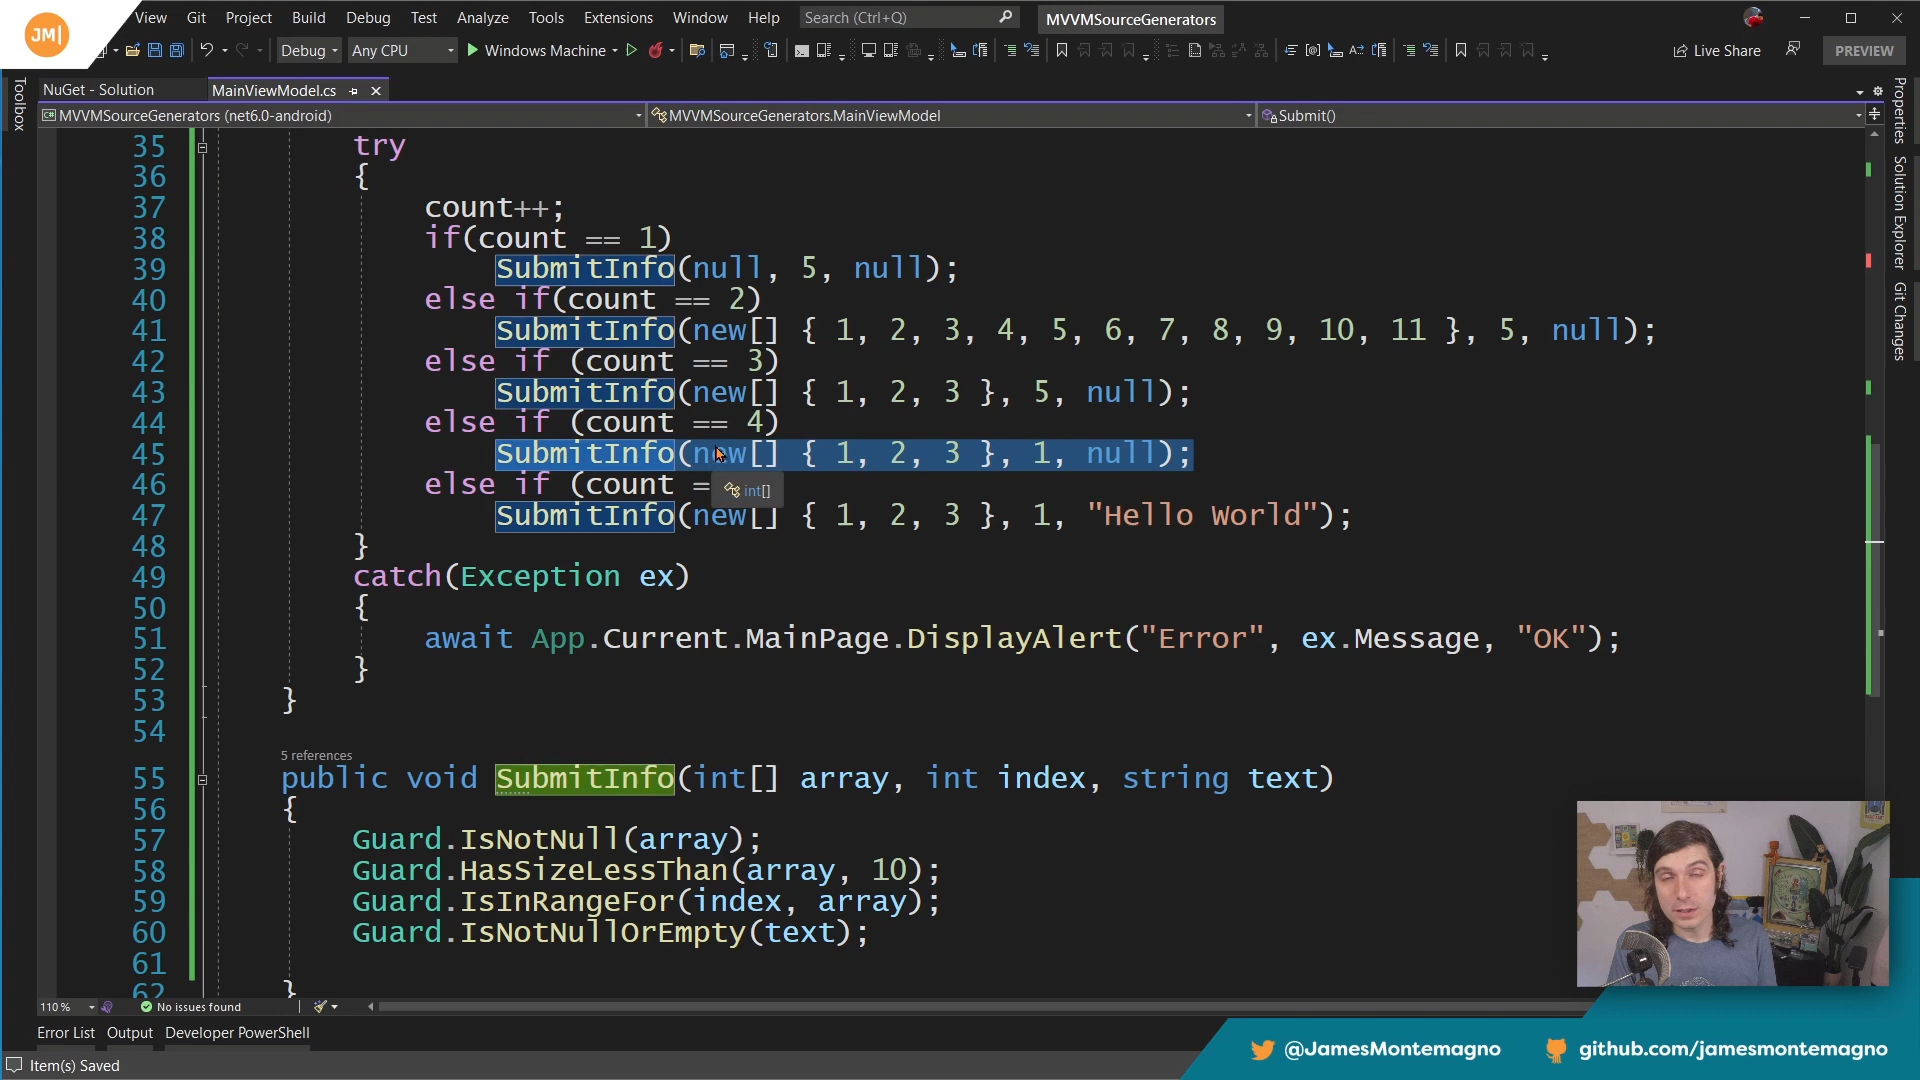 JM|
View Git Project Build Debug Test Analyze Tools Extensions Window Help Search (Ctrl+Q) MVVMSourceGenerators
Debug Any CPU Windows Machine Live Share PREVIEW
NuGet - Solution MainViewModel.cs
MVVMSourceGenerators (net6.0-android) MVVMSourceGenerators.MainViewModel Submit()
Toolbox
Properties
Solution Explorer
Git Changes
35 try
36 {
37 count++;
38 if(count == 1)
39 SubmitInfo(null, 5, null);
40 else if(count == 2)
41 SubmitInfo(new[] { 1, 2, 3, 4, 5, 6, 7, 8, 9, 10, 11 }, 5, null);
42 else if (count == 3)
43 SubmitInfo(new[] { 1, 2, 3 }, 5, null);
44 else if (count == 4)
45 SubmitInfo(new[] { 1, 2, 3 }, 1, null);
46 else if (count =
int[]
47 SubmitInfo(new[] { 1, 2, 3 }, 1, "Hello World");
48 }
49 catch(Exception ex)
50 {
51 await App.Current.MainPage.DisplayAlert("Error", ex.Message, "OK");
52 }
53 }
54
5 references
55 public void SubmitInfo(int[] array, int index, string text)
56 {
57 Guard.IsNotNull(array);
58 Guard.HasSizeLessThan(array, 10);
59 Guard.IsInRangeFor(index, array);
60 Guard.IsNotNullOrEmpty(text);
61
62 }
110 % No issues found
Error List Output Developer PowerShell
Item(s) Saved
@JamesMontemagno github.com/jamesmontemagno